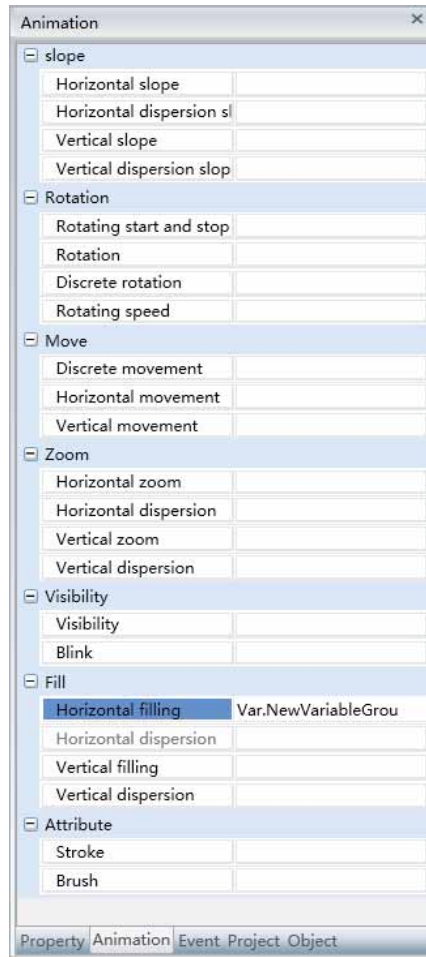 Animation
slope
Horizontal slope
Horizontal dispersion sl
Vertical slope
Vertical dispersion slop
Rotation
Rotating start and stop
Rotation
Discrete rotation
Rotating speed
Move
Discrete movement
Horizontal movement
Vertical movement
Zoom
Horizontal zoom
Horizontal dispersion
Vertical zoom
Vertical dispersion
Visibility
Visibility
Blink
Fill
Horizontal filling Var.NewVariableGrou
Horizontal dispersion
Vertical filling
Vertical dispersion
Attribute
Stroke
Brush
Property Animation Event Project Object